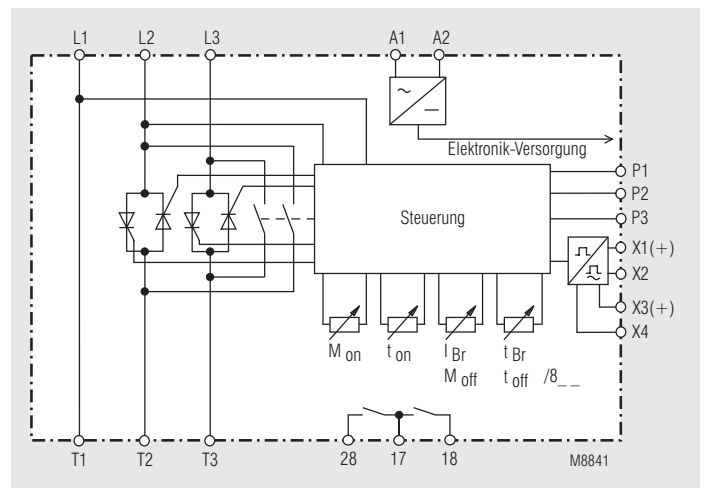 L1 L2 L3 A1 A2
Elektronik-Versorgung
P1
P2
Steuerung P3
X1(+)
X2
X3(+)
X4
M on t on I Br t Br
M off t off /8_ _
T1 T2 T3 28 17 18 M8841